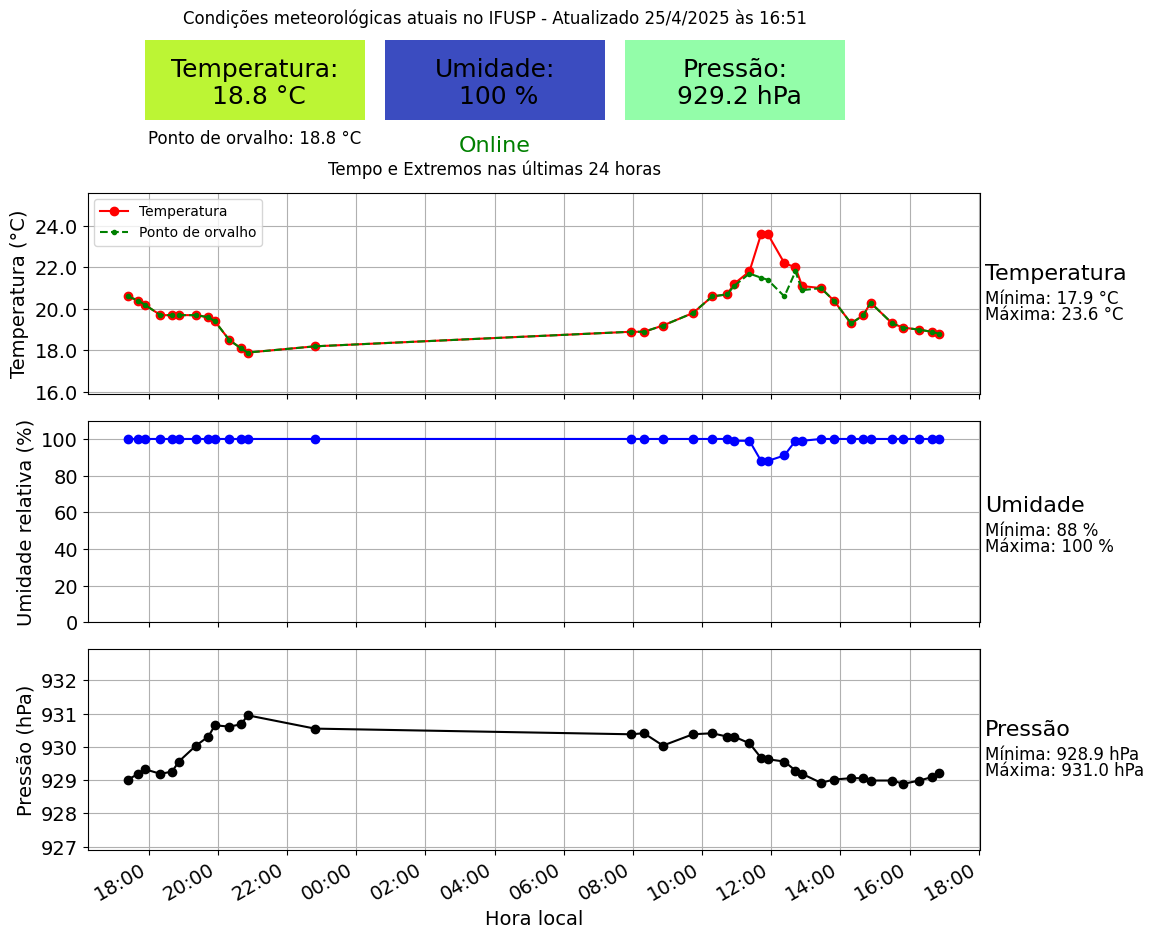 Condições meteorológicas atuais no IFUSP - Atualizado 25/4/2025 às 16:51
Temperatura:
18.8 °C
Umidade:
100 %
Pressão:
929.2 hPa
Ponto de orvalho: 18.8 °C
Online
Tempo e Extremos nas últimas 24 horas
Temperatura (°C)
24.0
22.0
20.0
18.0
16.0
Temperatura
Ponto de orvalho
Temperatura
Mínima: 17.9 °C
Máxima: 23.6 °C
Umidade relativa (%)
100
80
60
40
20
0
Umidade
Mínima: 88 %
Máxima: 100 %
Pressão (hPa)
932
931
930
929
928
927
Pressão
Mínima: 928.9 hPa
Máxima: 931.0 hPa
18:00 20:00 22:00 00:00 02:00 04:00 06:00 08:00 10:00 12:00 14:00 16:00 18:00
Hora local